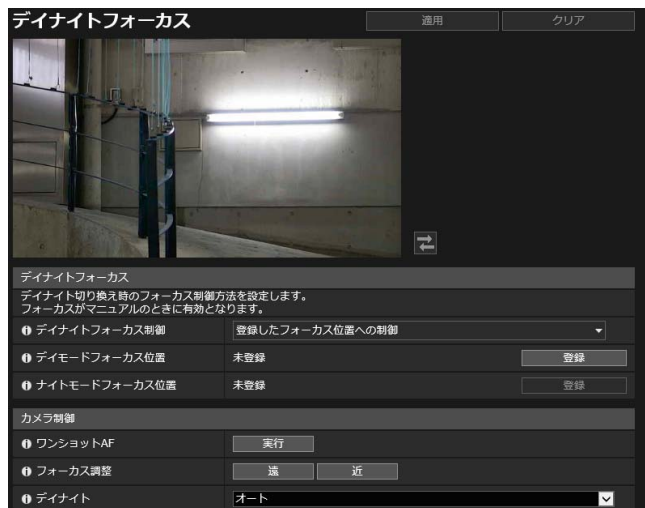 デイナイトフォーカス
適用
クリア
デイナイトフォーカス
デイナイト切り換え時のフォーカス制御方法を設定します。
フォーカスがマニュアルのときに有効となります。
デイナイトフォーカス制御
登録したフォーカス位置への制御
デイモードフォーカス位置
未登録
登録
ナイトモードフォーカス位置
未登録
登録
カメラ制御
ワンショットAF
実行
フォーカス調整
遠
近
デイナイト
オート